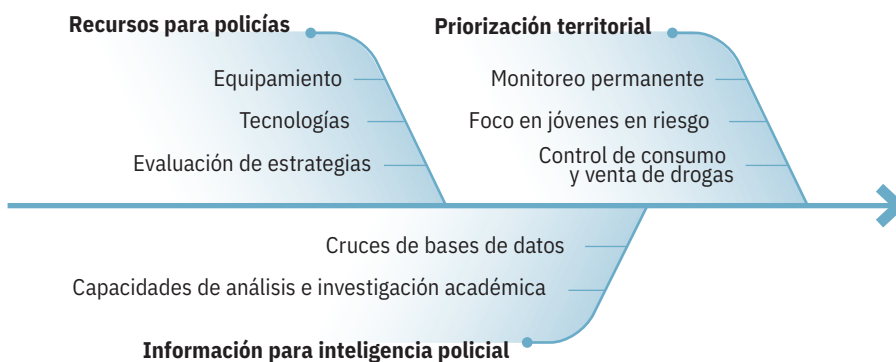 Recursos para policías
Equipamiento
Tecnologías
Evaluación de estrategias
Priorización territorial
Monitoreo permanente
Foco en jóvenes en riesgo
Control de consumo
y venta de drogas
Cruces de bases de datos
Capacidades de análisis e investigación académica
Información para inteligencia policial